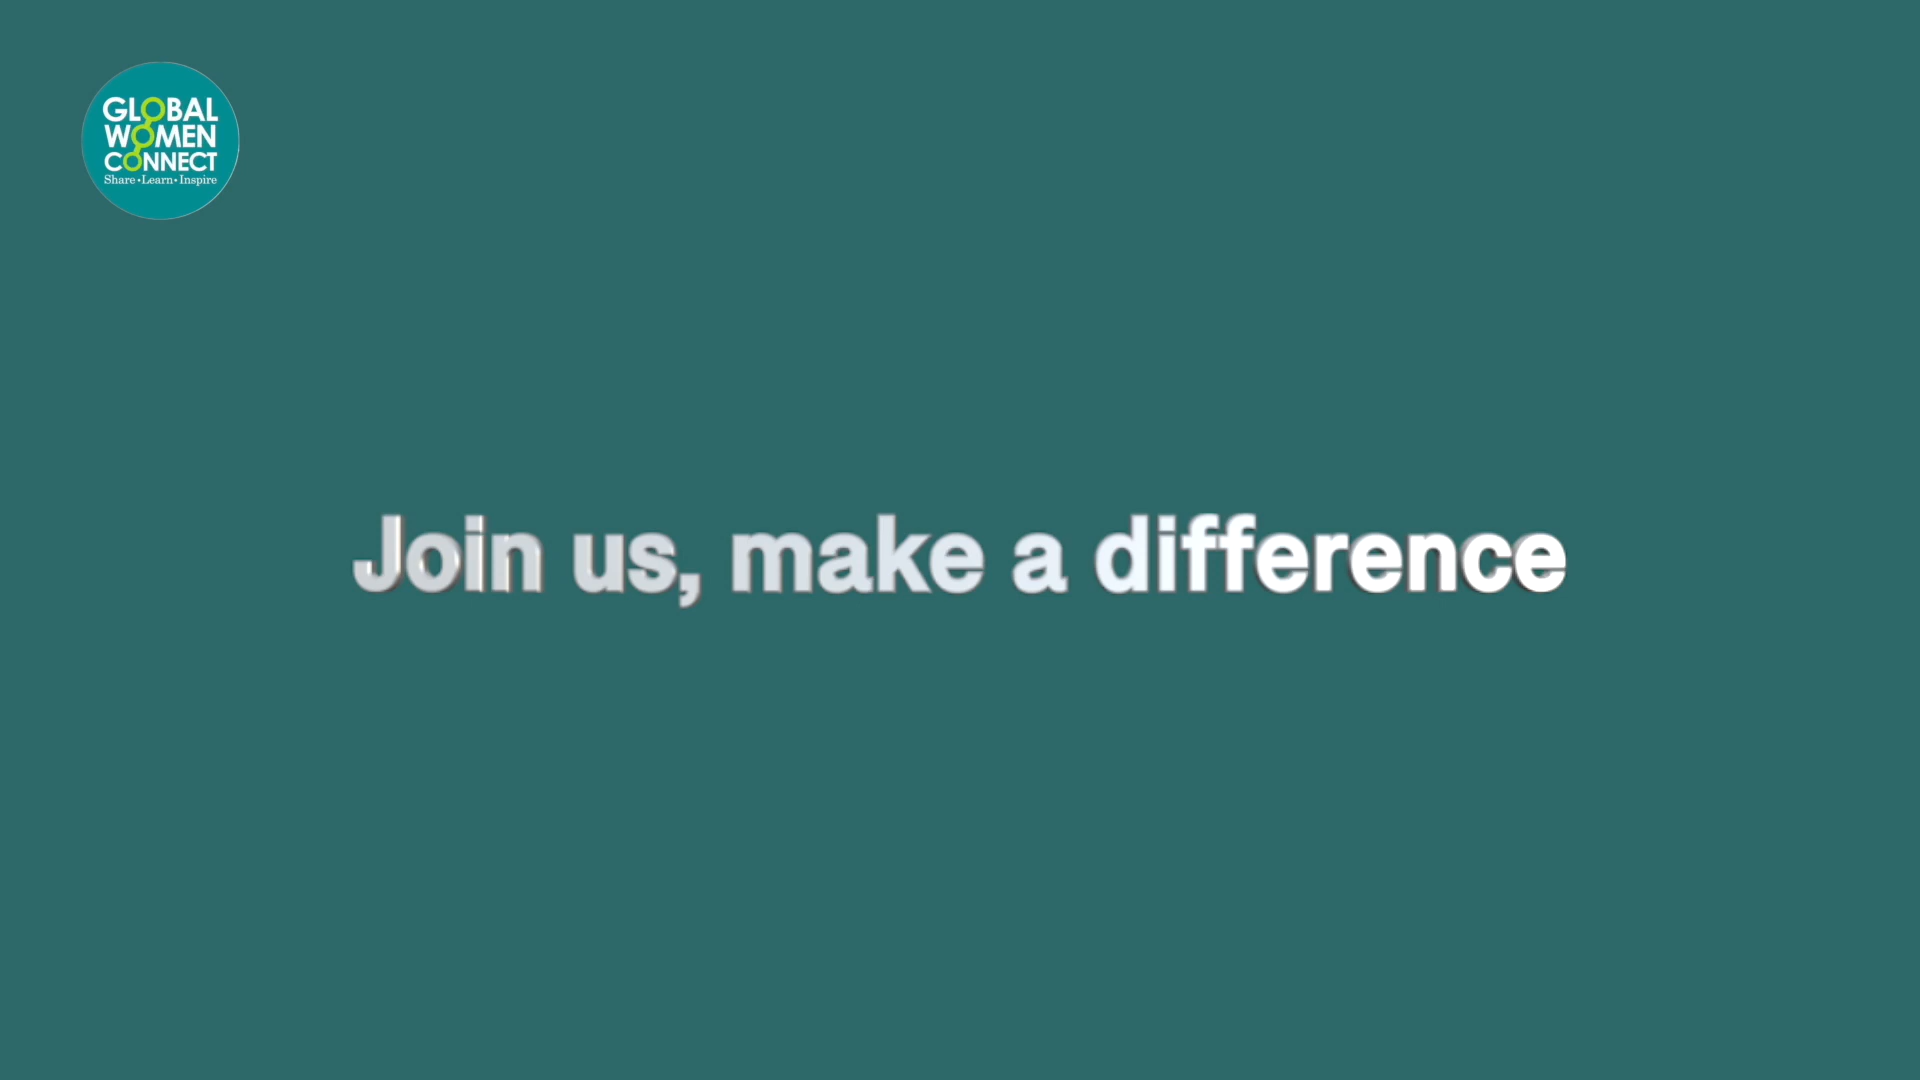 GLOBAL
WOMEN
CONNECT
Share•Learn•Inspire
Join us, make a difference